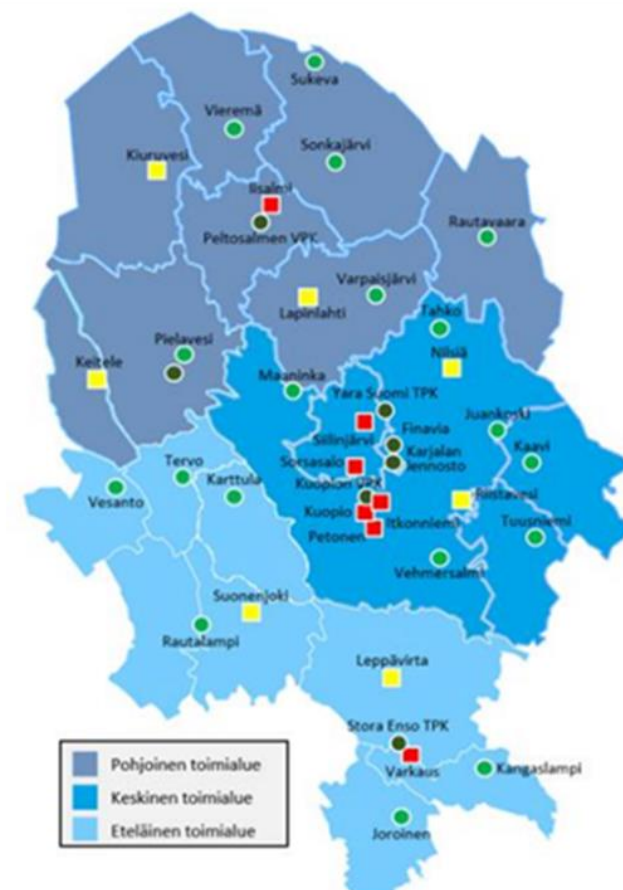 Sukeva
Vieremä
Sonkajärvi
Kiuruvesi
Iisalmi
Peltosalmen VPK
Rautavaara
Varpaisjärvi
Lapinlahti
Tahko
Pielavesi
Nilsiä
Keitele
Maaninka
Yara Suomi TPK
Juankoski
Siilinjärvi
Finavia
Karjalan
lennosto
Kaavi
Sorsasalo
Tervo
Karttula
Kuopion VPK
Riistavesi
Vesanto
Kuopio
Itkonniemi
Tuusniemi
Petonen
Vehmersalmi
Suonenjoki
Rautalampi
Leppävirta
Stora Enso TPK
Varkaus
Kangaslampi
Joroinen
Pohjoinen toimialue
Keskinen toimialue
Eteläinen toimialue